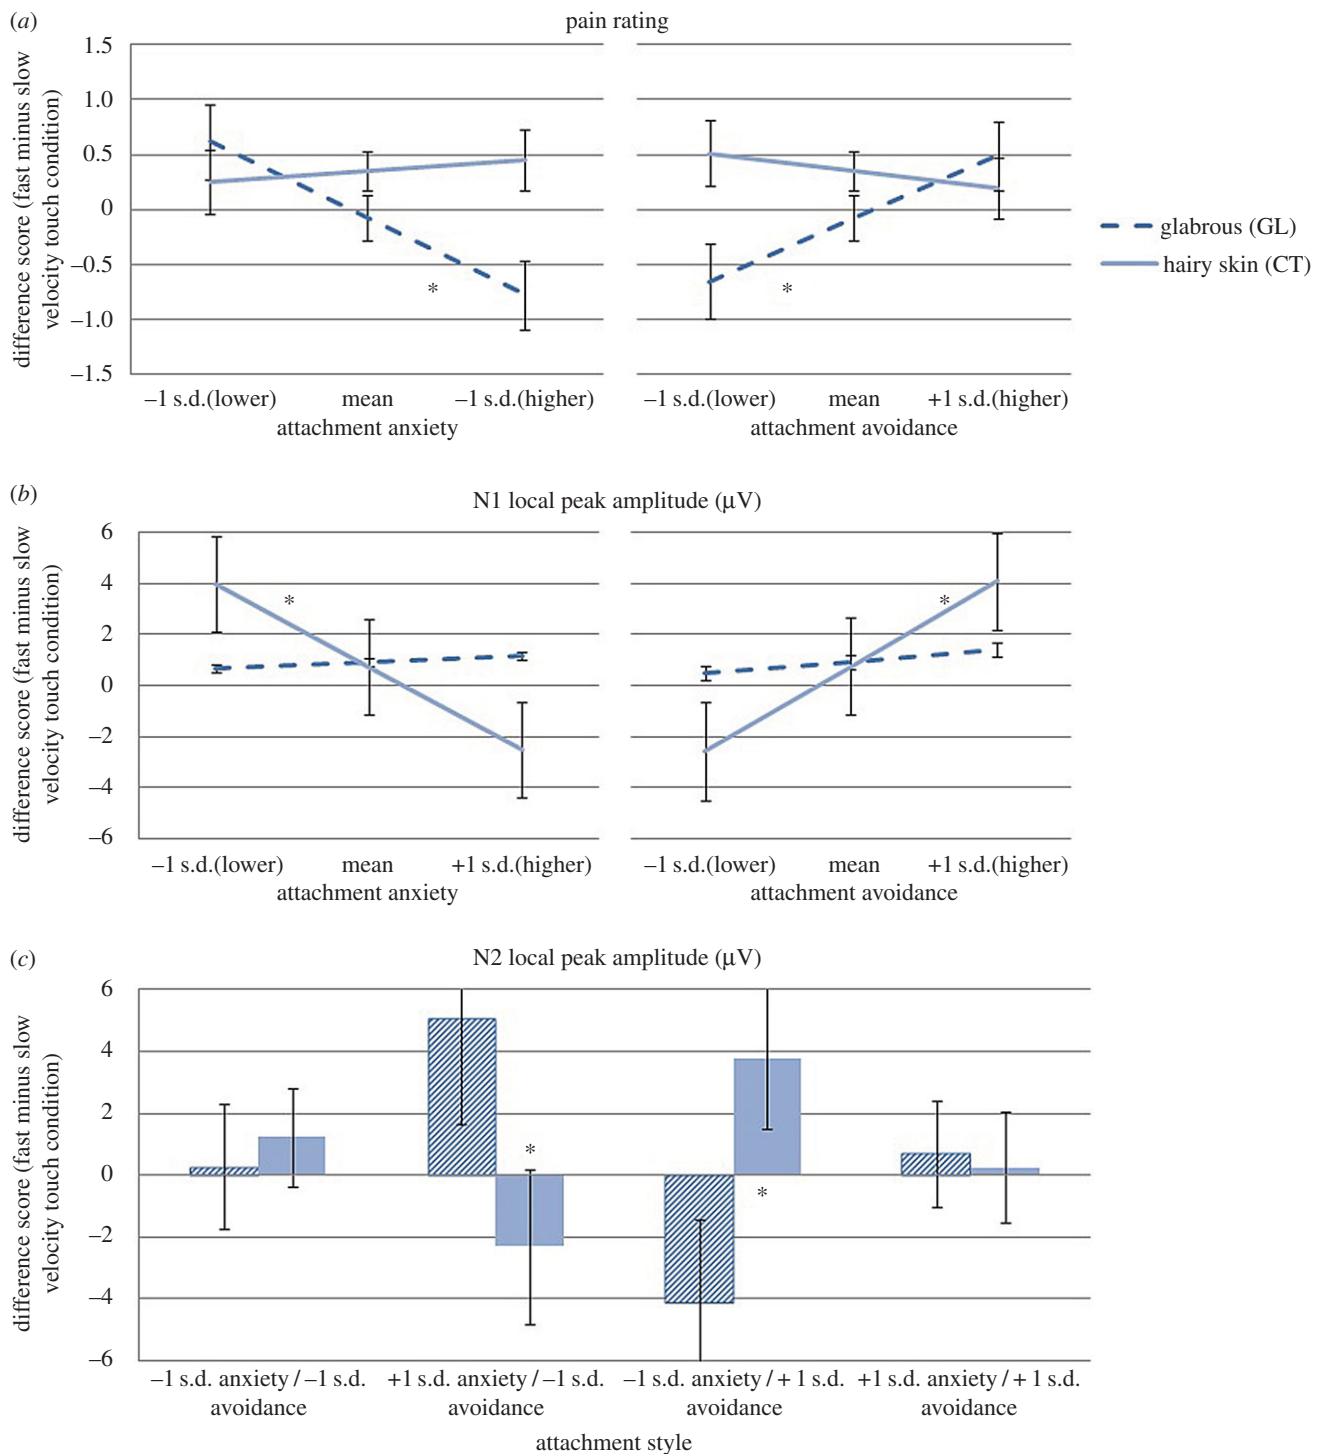 (a)
pain rating
difference score (fast minus slow
velocity touch condition)
1.5
1.0
0.5
0
–0.5
–1.0
–1.5
*
*
glabrous (GL)
hairy skin (CT)
–1 s.d.(lower) mean –1 s.d.(higher)
attachment anxiety
–1 s.d.(lower) mean +1 s.d.(higher)
attachment avoidance
(b)
N1 local peak amplitude (μV)
difference score (fast minus slow
velocity touch condition)
6
4
2
0
–2
–4
–6
*
*
–1 s.d.(lower) mean +1 s.d.(higher)
attachment anxiety
–1 s.d.(lower) mean +1 s.d.(higher)
attachment avoidance
(c)
N2 local peak amplitude (μV)
difference score (fast minus slow
velocity touch condition)
6
4
2
0
–2
–4
–6
*
*
–1 s.d. anxiety / –1 s.d.
avoidance
+1 s.d. anxiety / –1 s.d.
avoidance
–1 s.d. anxiety / + 1 s.d.
avoidance
+1 s.d. anxiety / + 1 s.d.
avoidance
attachment style